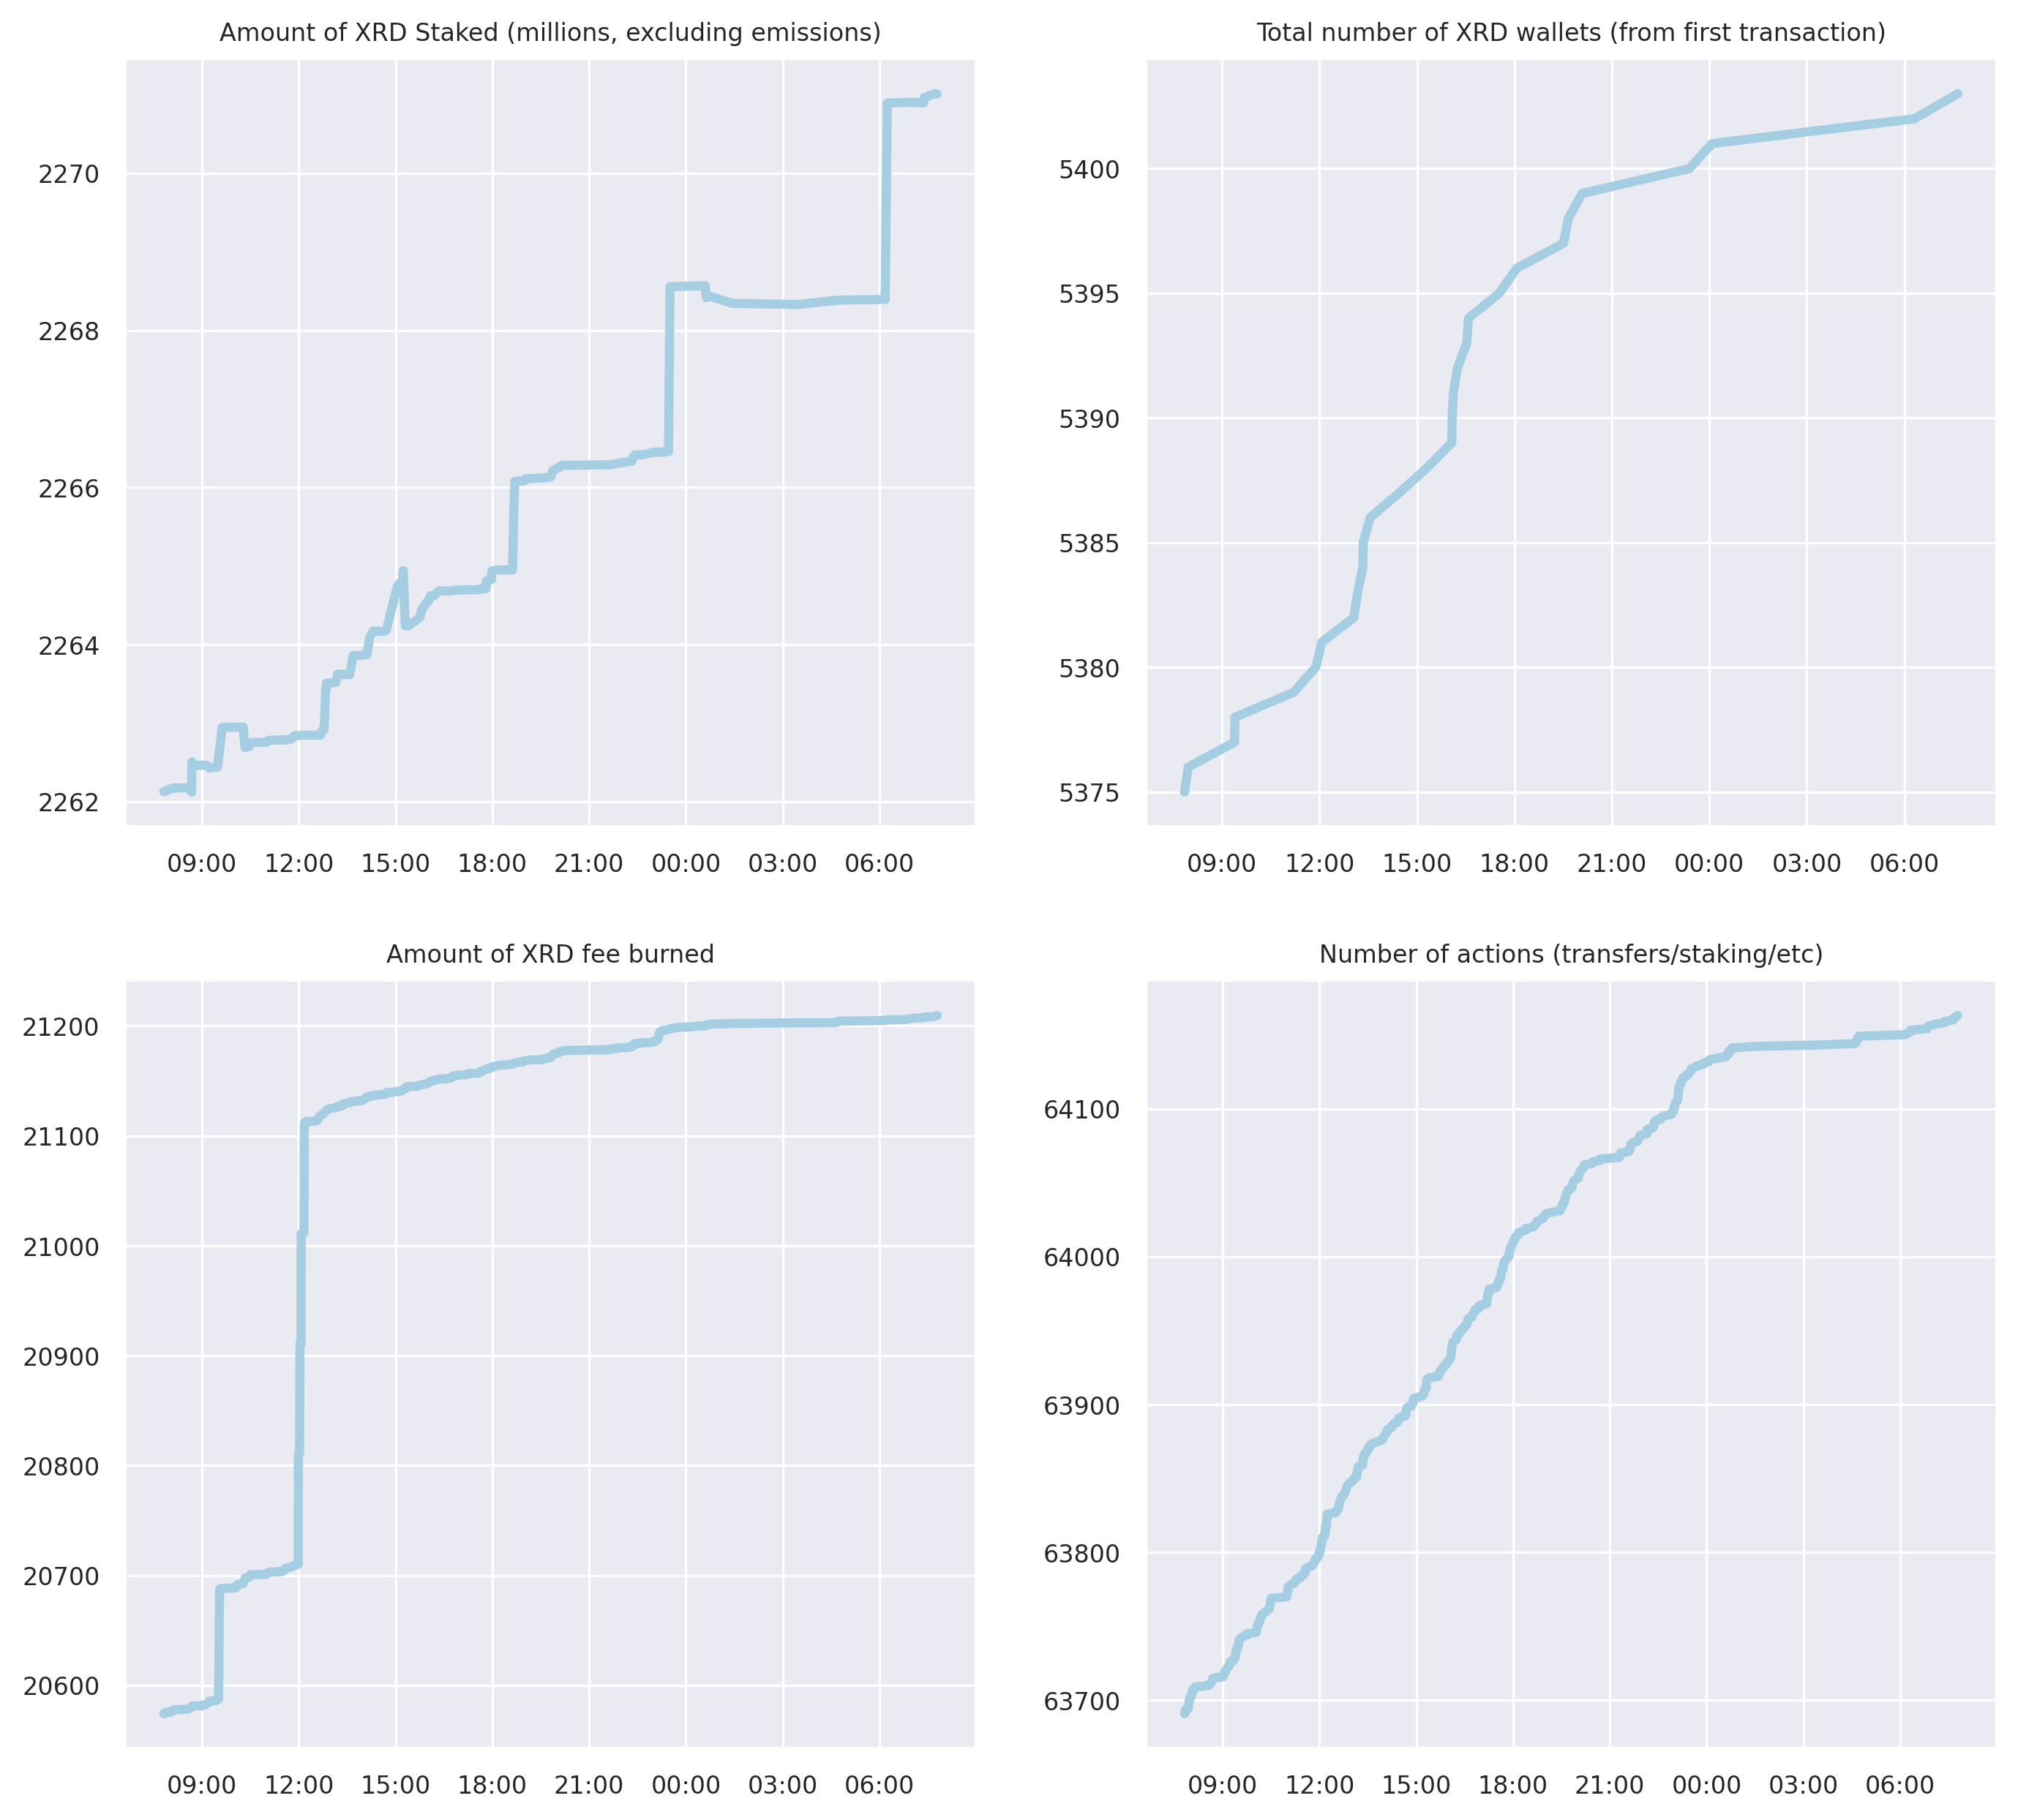 Amount of XRD Staked (millions, excluding emissions)
2270
2268
2266
2264
2262
09:00 12:00 15:00 18:00 21:00 00:00 03:00 06:00
Total number of XRD wallets (from first transaction)
5400
5395
5390
5385
5380
5375
09:00 12:00 15:00 18:00 21:00 00:00 03:00 06:00
Amount of XRD fee burned
21200
21100
21000
20900
20800
20700
20600
09:00 12:00 15:00 18:00 21:00 00:00 03:00 06:00
Number of actions (transfers/staking/etc)
64100
64000
63900
63800
63700
09:00 12:00 15:00 18:00 21:00 00:00 03:00 06:00